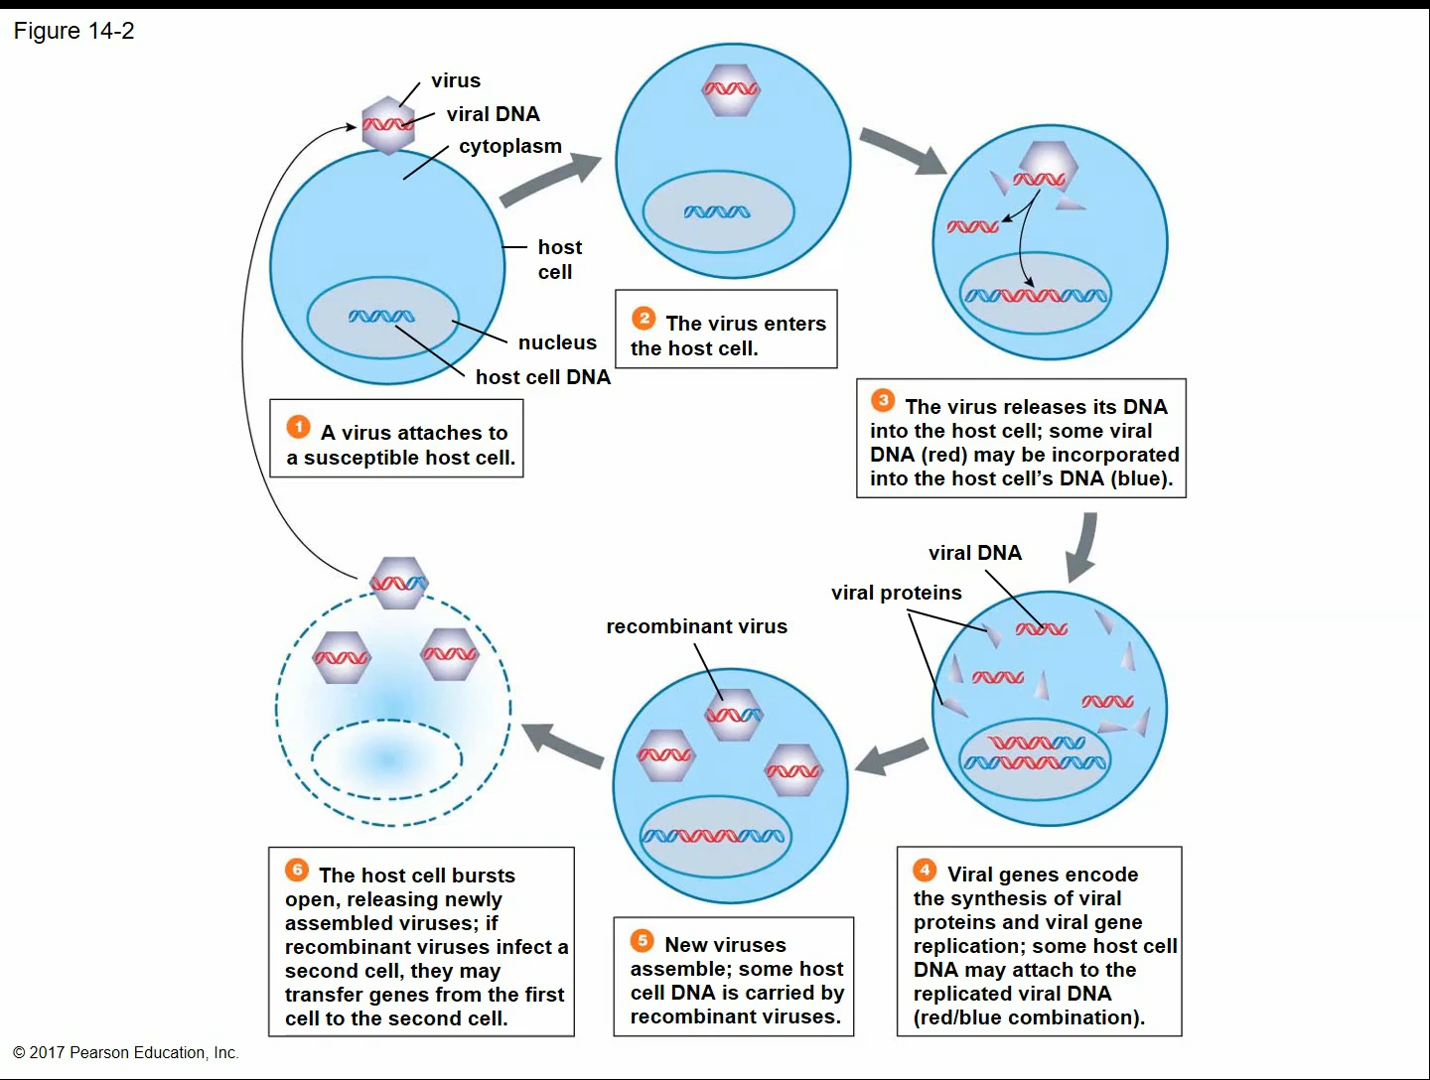 Figure 14-2
virus
viral DNA
cytoplasm
host
cell
nucleus
host cell DNA
1 A virus attaches to
a susceptible host cell.
2 The virus enters
the host cell.
3 The virus releases its DNA
into the host cell; some viral
DNA (red) may be incorporated
into the host cell's DNA (blue).
viral DNA
viral proteins
4 Viral genes encode
the synthesis of viral
proteins and viral gene
replication; some host cell
DNA may attach to the
replicated viral DNA
(red/blue combination).
recombinant virus
5 New viruses
assemble; some host
cell DNA is carried by
recombinant viruses.
6 The host cell bursts
open, releasing newly
assembled viruses; if
recombinant viruses infect a
second cell, they may
transfer genes from the first
cell to the second cell.
© 2017 Pearson Education, Inc.